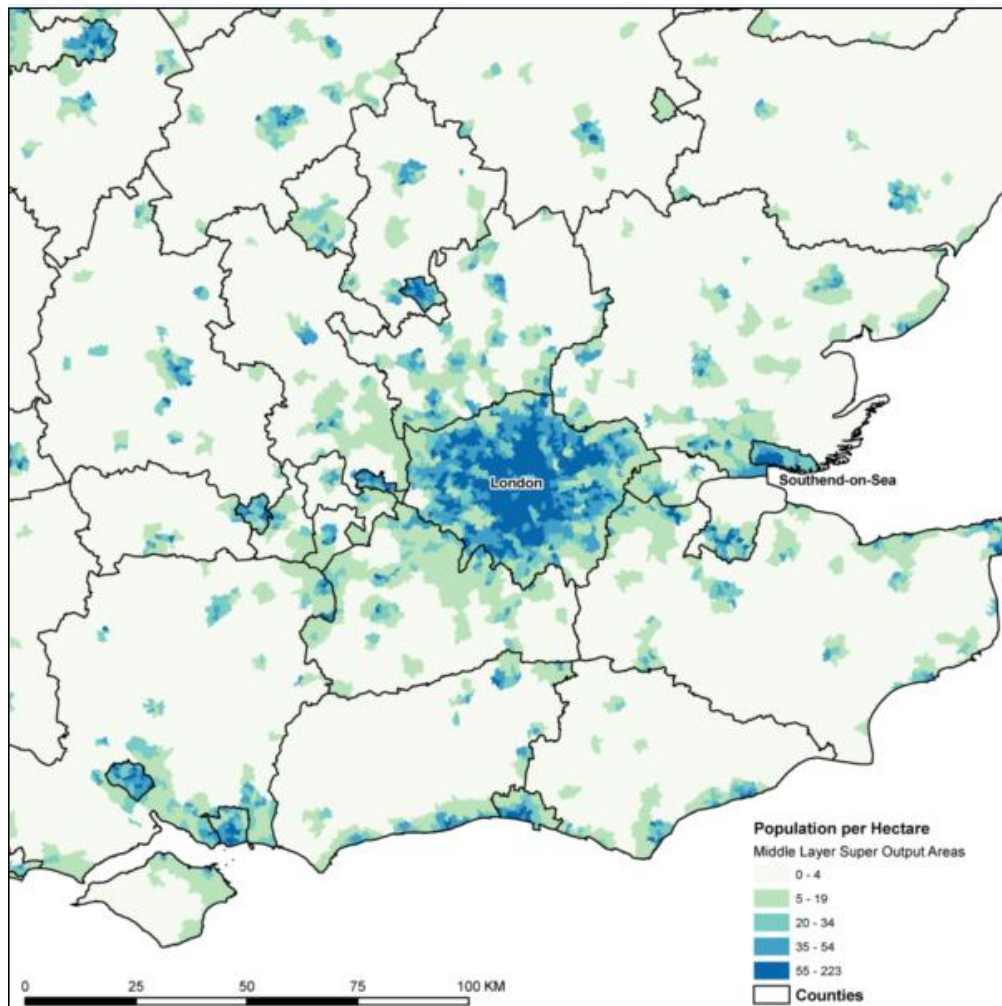 London
Southend-on-Sea
Population per Hectare
Middle Layer Super Output Areas
0 - 4
5 - 19
20 - 34
35 - 54
55 - 223
Counties
0 25 50 75 100 KM